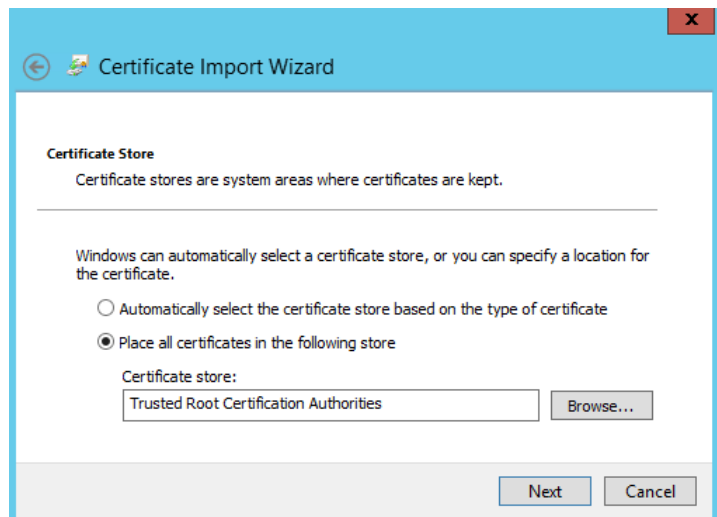 x
Certificate Import Wizard
Certificate Store
Certificate stores are system areas where certificates are kept.
Windows can automatically select a certificate store, or you can specify a location for
the certificate.
Automatically select the certificate store based on the type of certificate
Place all certificates in the following store
Certificate store:
Trusted Root Certification Authorities
Browse...
Next
Cancel